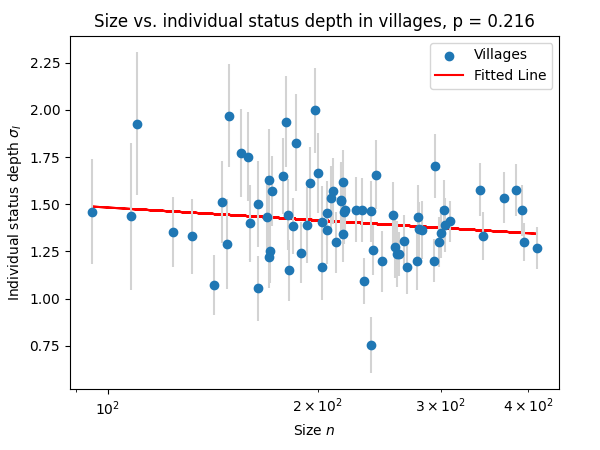 Size vs. individual status depth in villages, p = 0.216
Villages
Fitted Line
Individual status depth σ_I
2.25
2.00
1.75
1.50
1.25
1.00
0.75
10²
2 × 10²
3 × 10²
4 × 10²
Size n